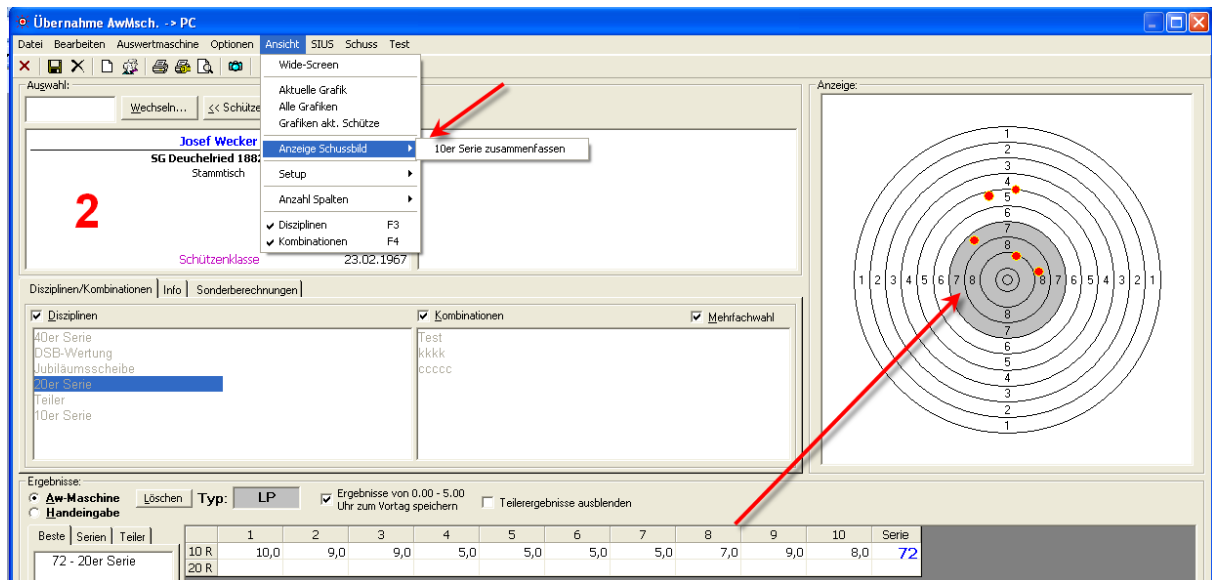 Übernahme AwMsch. -> PC
Datei Bearbeiten Auswertmaschine Optionen Ansicht SIUS Schuss Test
Wide-Screen
Aktuelle Grafik
Alle Grafiken
Grafiken akt. Schütze
Anzeige Schussbild
10er Serie zusammenfassen
Setup
Anzahl Spalten
Disziplinen F3
Kombinationen F4
Auswahl:
Wechseln... << Schütze
Josef Wecker
SG Deuchelried 1882
Stammtisch
2
Schützenklasse 23.02.1967
Anzeige:
1
2
3
4
5
6
7
8
1 2 3 4 5 6 7 8 8 7 6 5 4 3 2 1
8
7
6
5
4
3
2
1
Disziplinen/Kombinationen Info Sonderberechnungen
Disziplinen Kombinationen Mehrfachwahl
40er Serie
DSB-Wertung
Jubiläumsscheibe
20er Serie
Teiler
10er Serie
Test
kkkk
ccccc
Ergebnisse:
Aw-Maschine Löschen Typ: LP Ergebnisse von 0.00 - 5.00
Uhr zum Vortag speichern
Teilerergebnisse ausblenden
Handeingabe
Beste Serien Teiler
72 - 20er Serie
1 2 3 4 5 6 7 8 9 10 Serie
10 R 10,0 9,0 9,0 5,0 5,0 5,0 5,0 7,0 9,0 8,0 72
20 R